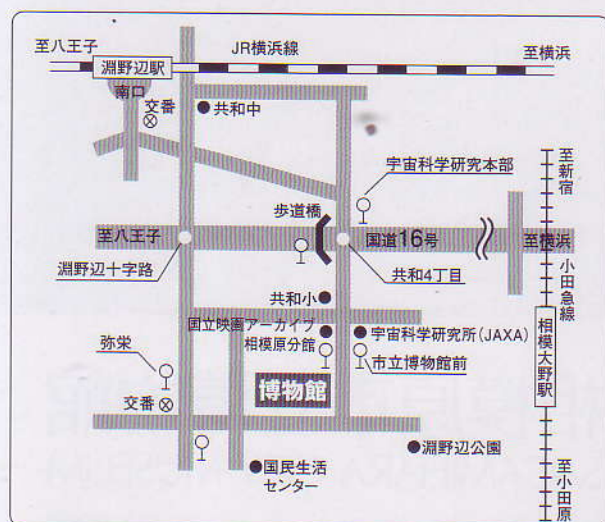 至八王子
JR横浜線
至横浜
淵野辺駅
南口
交番
共和中
宇宙科学研究本部
至新宿
歩道橋
至八王子
国道16号
至横浜
淵野辺十字路
共和4丁目
小田急線
共和小
国立映画アーカイブ
相模原分館
宇宙科学研究所(JAXA)
弥栄
市立博物館前
相模大野駅
博物館
交番
淵野辺公園
国民生活
センター
至小田原